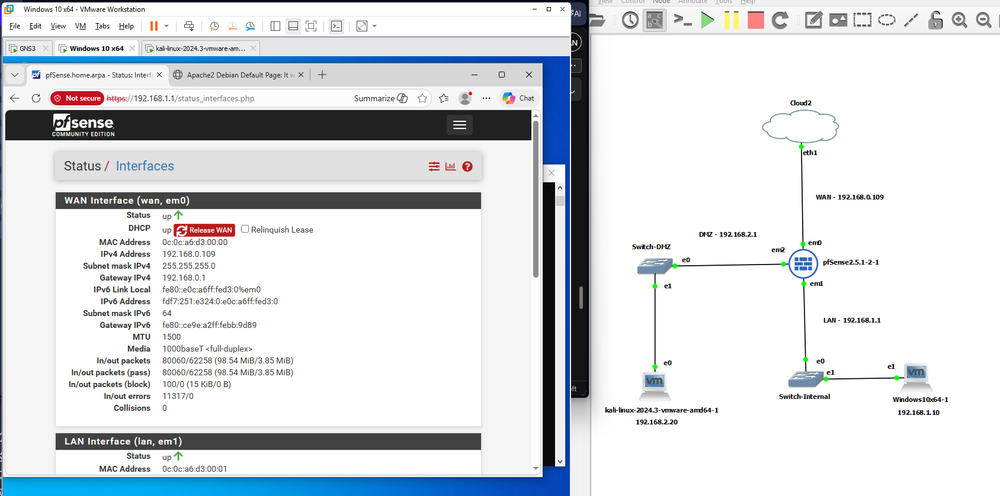 Windows 10 x64 - VMware Workstation
File Edit View VM Tabs Help
GNS3
Windows 10 x64
kali-linux-2024.3-vmware-am...
pfSense.home.arpa - Status: Interfa
Apache2 Debian Default Page: It w
Not secure
https://192.168.1.1/status_interfaces.php
Summarize
Chat
pfsense
COMMUNITY EDITION
Status / Interfaces
WAN Interface (wan, em0)
Status up
DHCP up Release WAN Relinquish Lease
MAC Address 0c:0c:a6:d3:00:00
IPv4 Address 192.168.0.109
Subnet mask IPv4 255.255.255.0
Gateway IPv4 192.168.0.1
IPv6 Link Local fe80::e0c:a6ff:fed3:0%em0
IPv6 Address fdf7:251:e324:0:e0c:a6ff:fed3:0
Subnet mask IPv6 64
Gateway IPv6 fe80::ce9e:a2ff:febb:9d89
MTU 1500
Media 1000baseT <full-duplex>
In/out packets 80060/62258 (98.54 MiB/3.85 MiB)
In/out packets (pass) 80060/62258 (98.54 MiB/3.85 MiB)
In/out packets (block) 100/0 (15 KiB/0 B)
In/out errors 11317/0
Collisions 0
LAN Interface (lan, em1)
Status up
MAC Address 0c:0c:a6:d3:00:01
AN
ft
View Control Node Annotate Tools Help
Cloud2
eth1
WAN - 192.168.0.109
DMZ - 192.168.2.1
em0
Switch-DMZ
em2
e0
pfSense2.5.1-2-1
e1
em1
LAN - 192.168.1.1
e0
e0
e1
e1
vm
vm
Switch-Internal
Windows10x64-1
192.168.1.10
kali-linux-2024.3-vmware-amd64-1
192.168.2.20